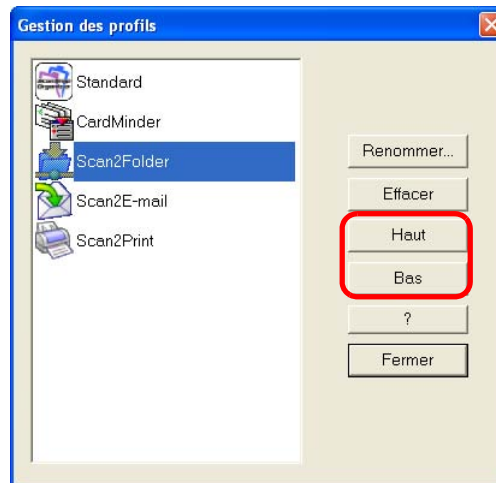 Gestion des profils
Standard
CardMinder
Scan2Folder
Scan2E-mail
Scan2Print
Renommer...
Effacer
Haut
Bas
?
Fermer